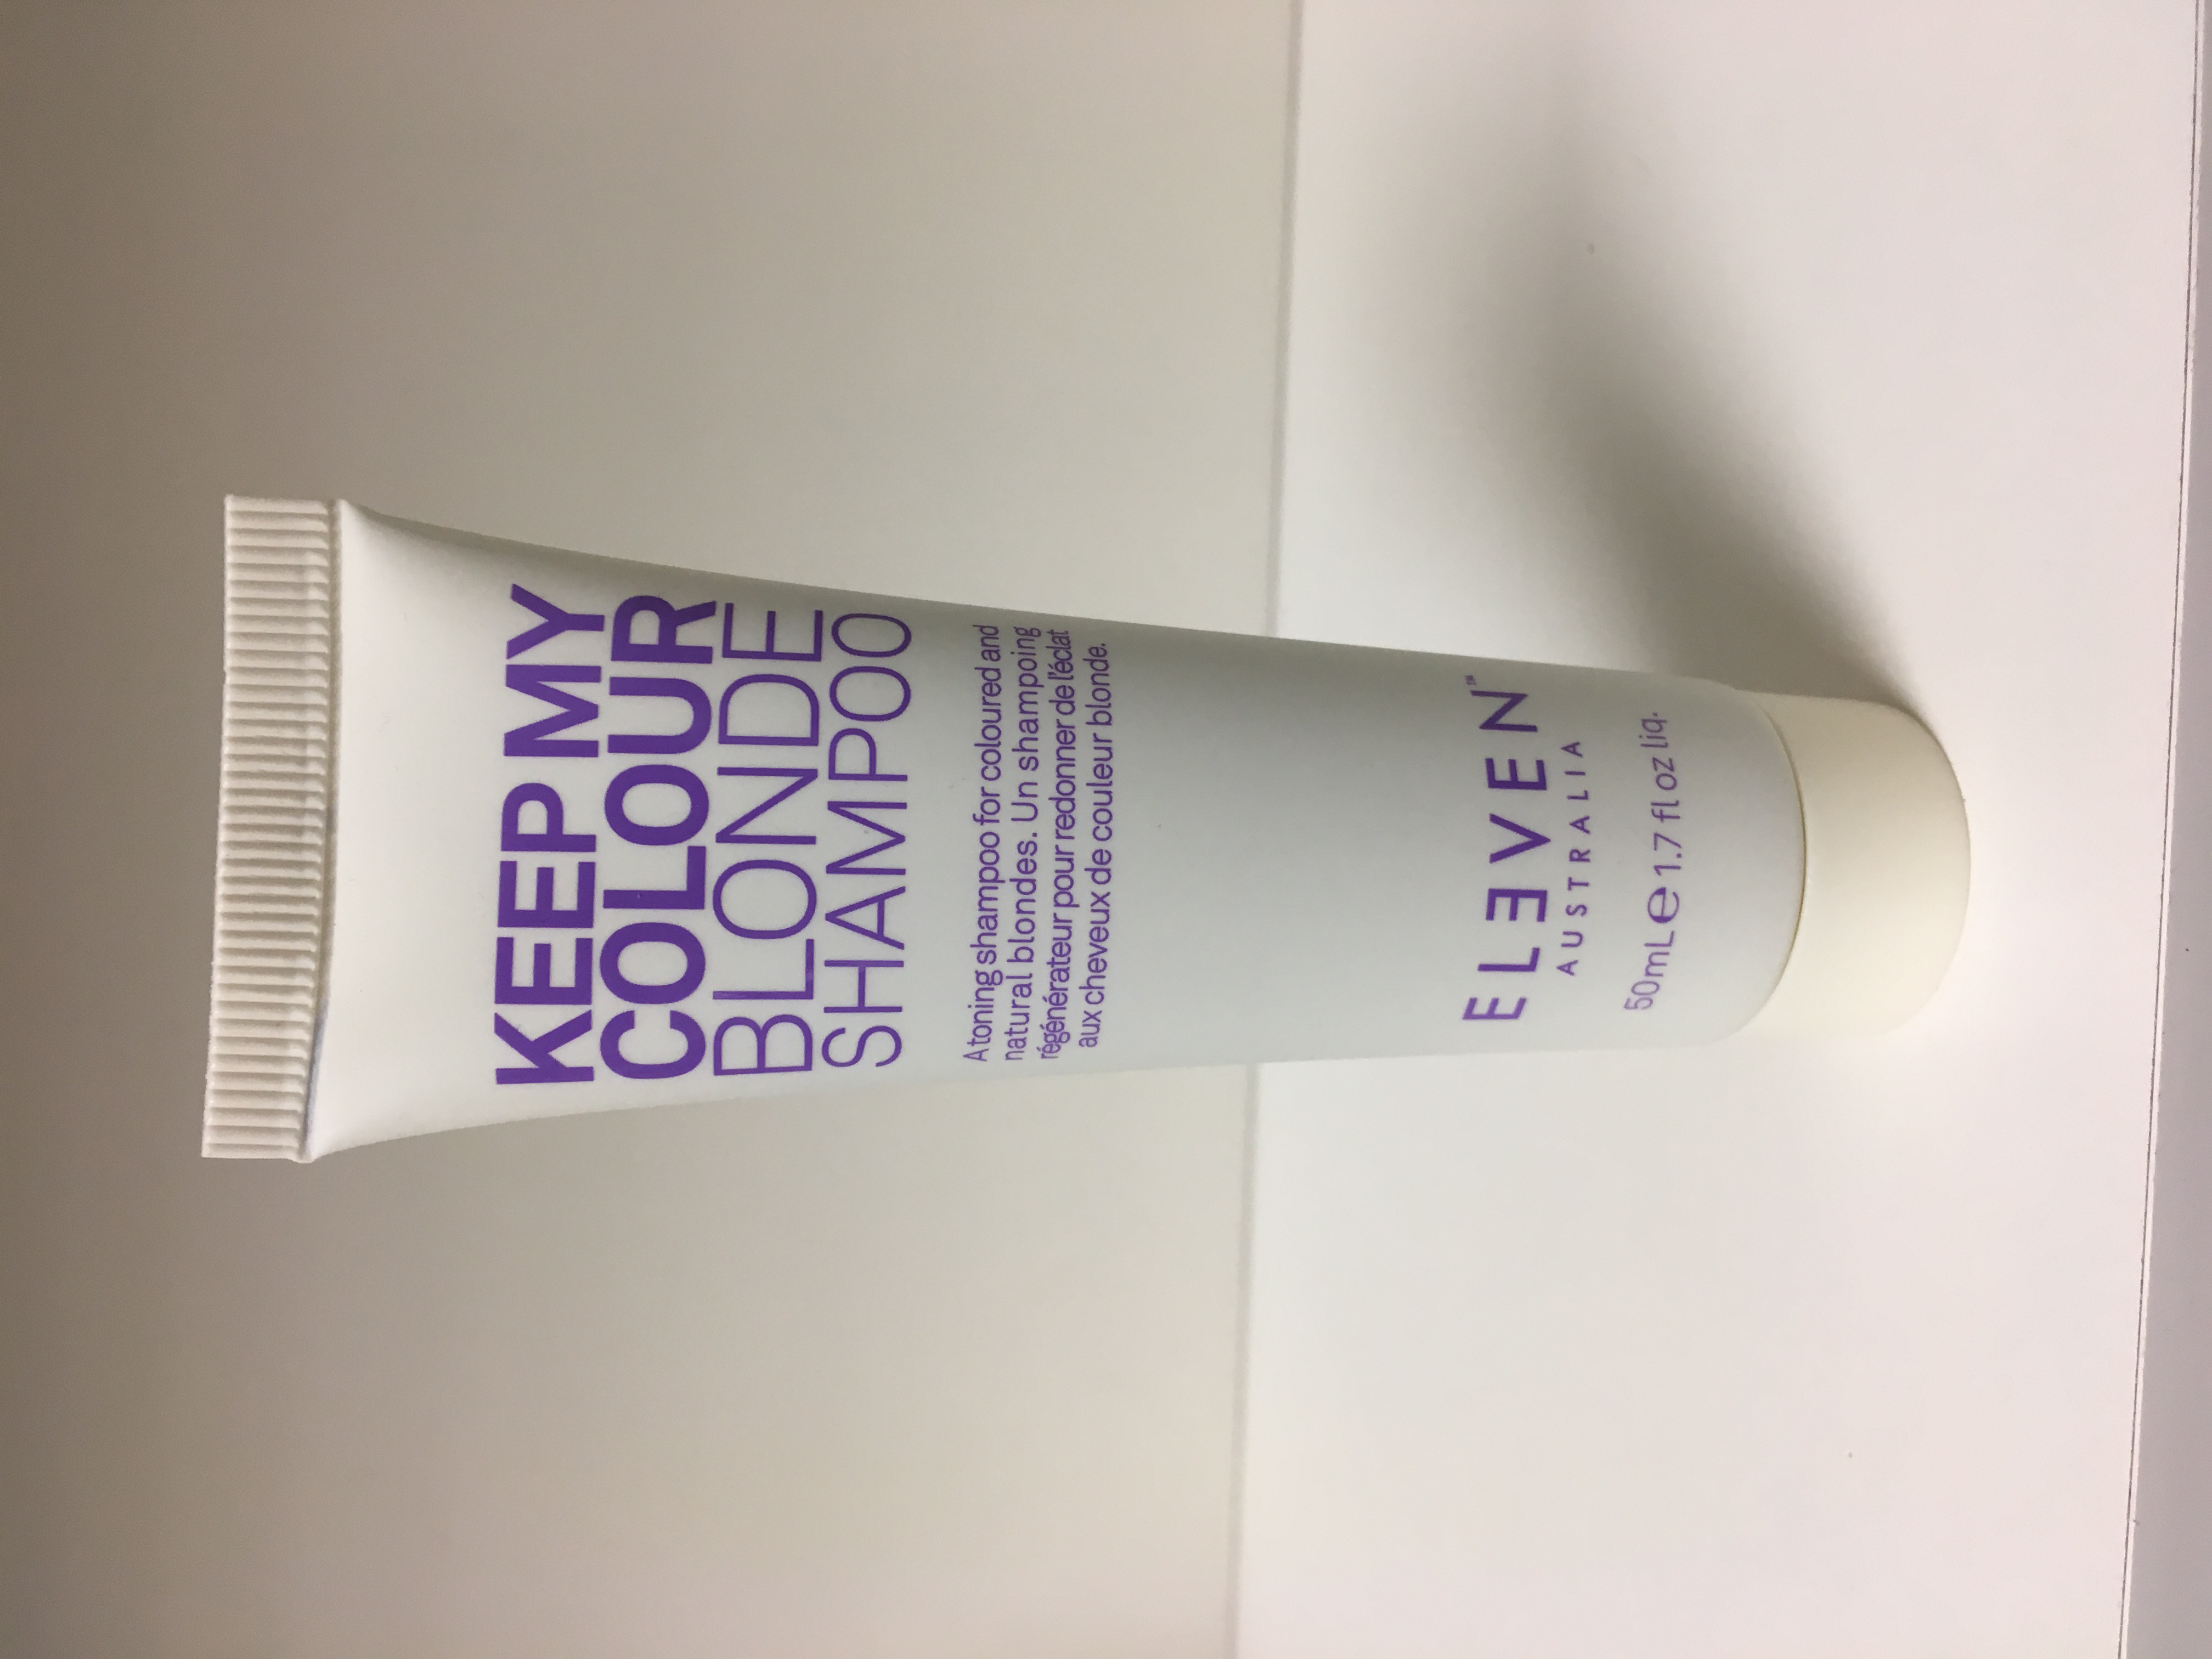 KEEP MY
COLOUR
BLONDE
SHAMPOO
A toning shampoo for coloured and
natural blondes. Un shampoing
régénérateur pour redonner de l'éclat
aux cheveux de couleur blonde.
ELEVEN™
AUSTRALIA
50mL℮ 1.7 fl oz liq.